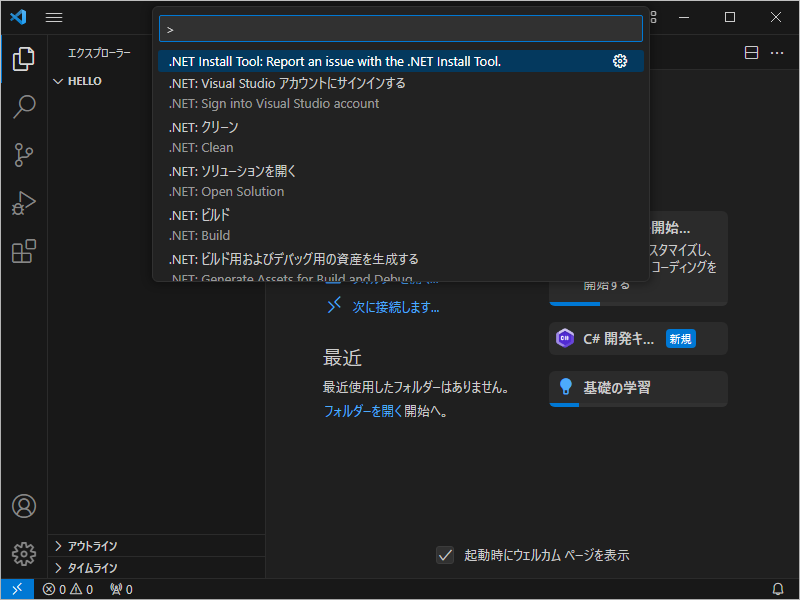 >
.NET Install Tool: Report an issue with the .NET Install Tool.
.NET: Visual Studio アカウントにサインインする
.NET: Sign into Visual Studio account
.NET: クリーン
.NET: Clean
.NET: ソリューションを開く
.NET: Open Solution
.NET: ビルド
.NET: Build
.NET: ビルド用およびデバッグ用の資産を生成する
.NET: Generate Assets for Build and Debug
エクスプローラー
HELLO
アウトライン
タイムライン
次に接続します...
最近
最近使用したフォルダーはありません。
フォルダーを開く開始へ。
開始...
スタマイズし、
コーディングを
開始する
C# 開発キ...
新規
基礎の学習
起動時にウェルカム ページを表示
0 0 0